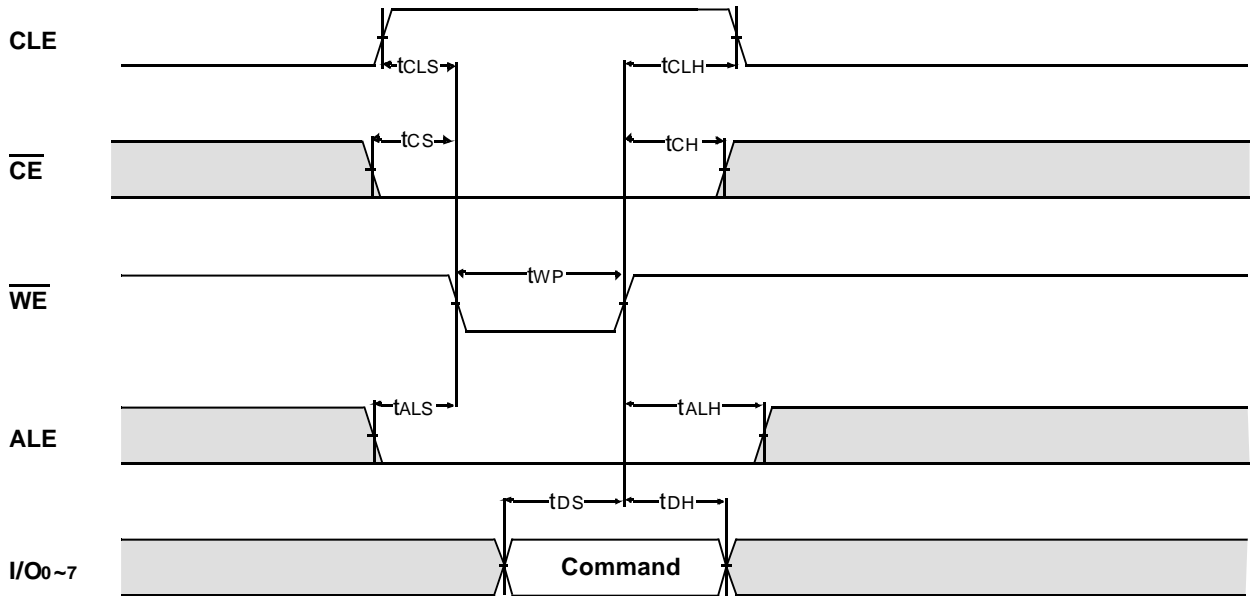 CLE
tCLS
tCLH
CE
tCS
tCH
WE
tWP
ALE
tALS
tALH
tDS
tDH
I/O0~7
Command